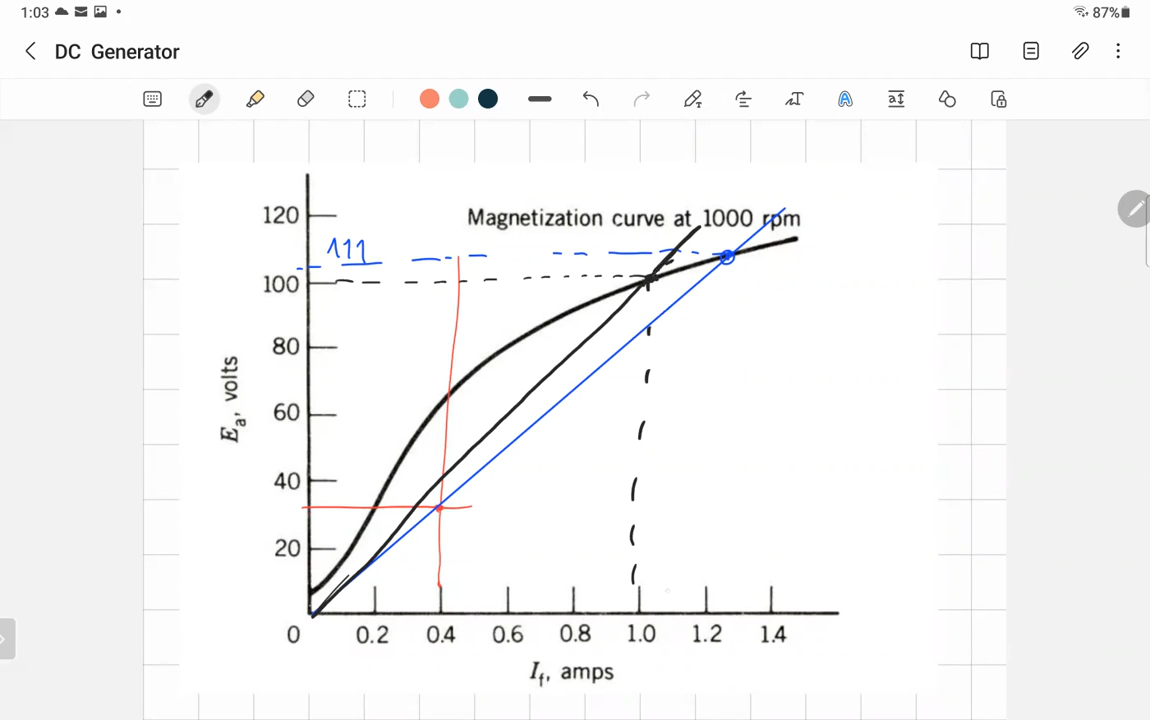 1:03
87%
DC Generator
120
Magnetization curve at 1000 rpm
111
100
80
60
40
20
Ea, volts
0 0.2 0.4 0.6 0.8 1.0 1.2 1.4
If, amps